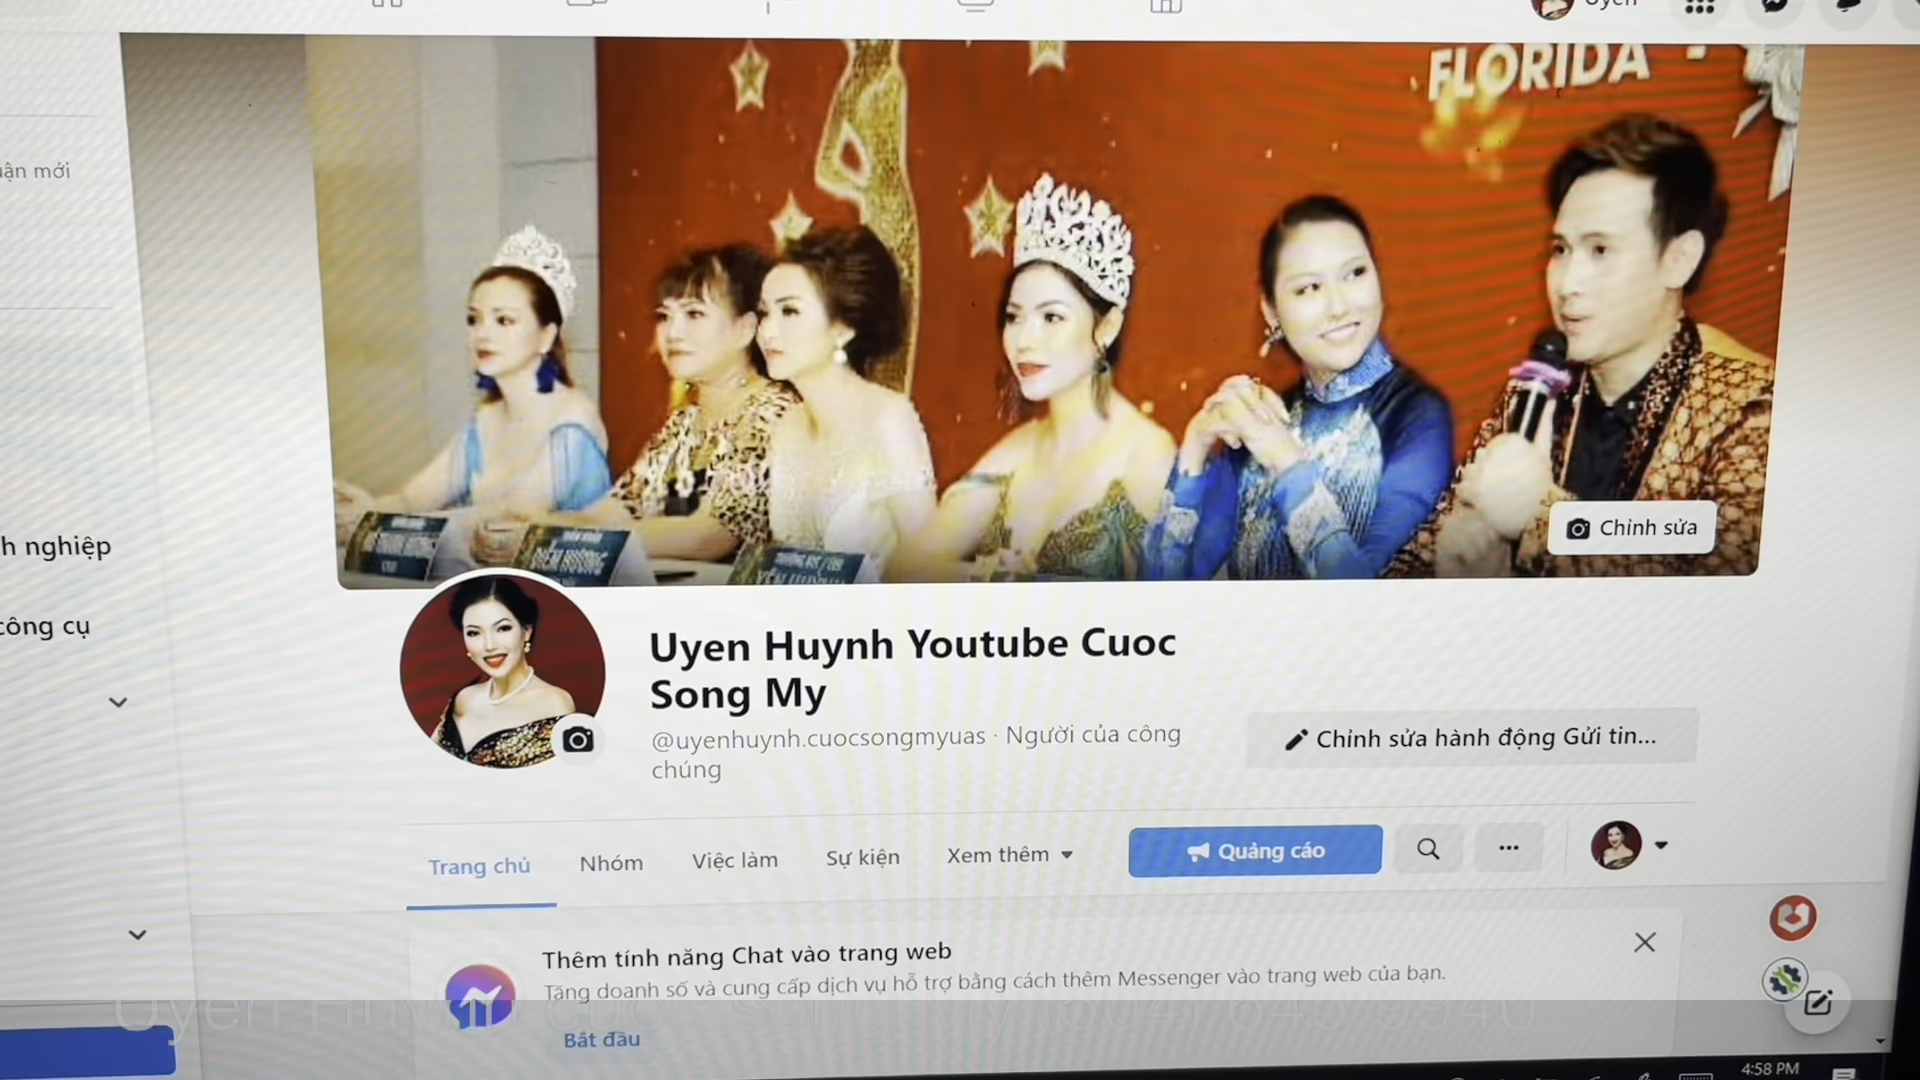 Uyen
FLORIDA
ận mới
h nghiệp
công cụ
Chỉnh sửa
Uyen Huynh Youtube Cuoc
Song My
@uyenhuynh.cuocsongmyuas · Người của công
chúng
Chỉnh sửa hành động Gửi tin...
Trang chủ
Nhóm
Việc làm
Sự kiện
Xem thêm
Quảng cáo
Thêm tính năng Chat vào trang web
Tăng doanh số và cung cấp dịch vụ hỗ trợ bằng cách thêm Messenger vào trang web của bạn.
Bắt đầu
4:58 PM